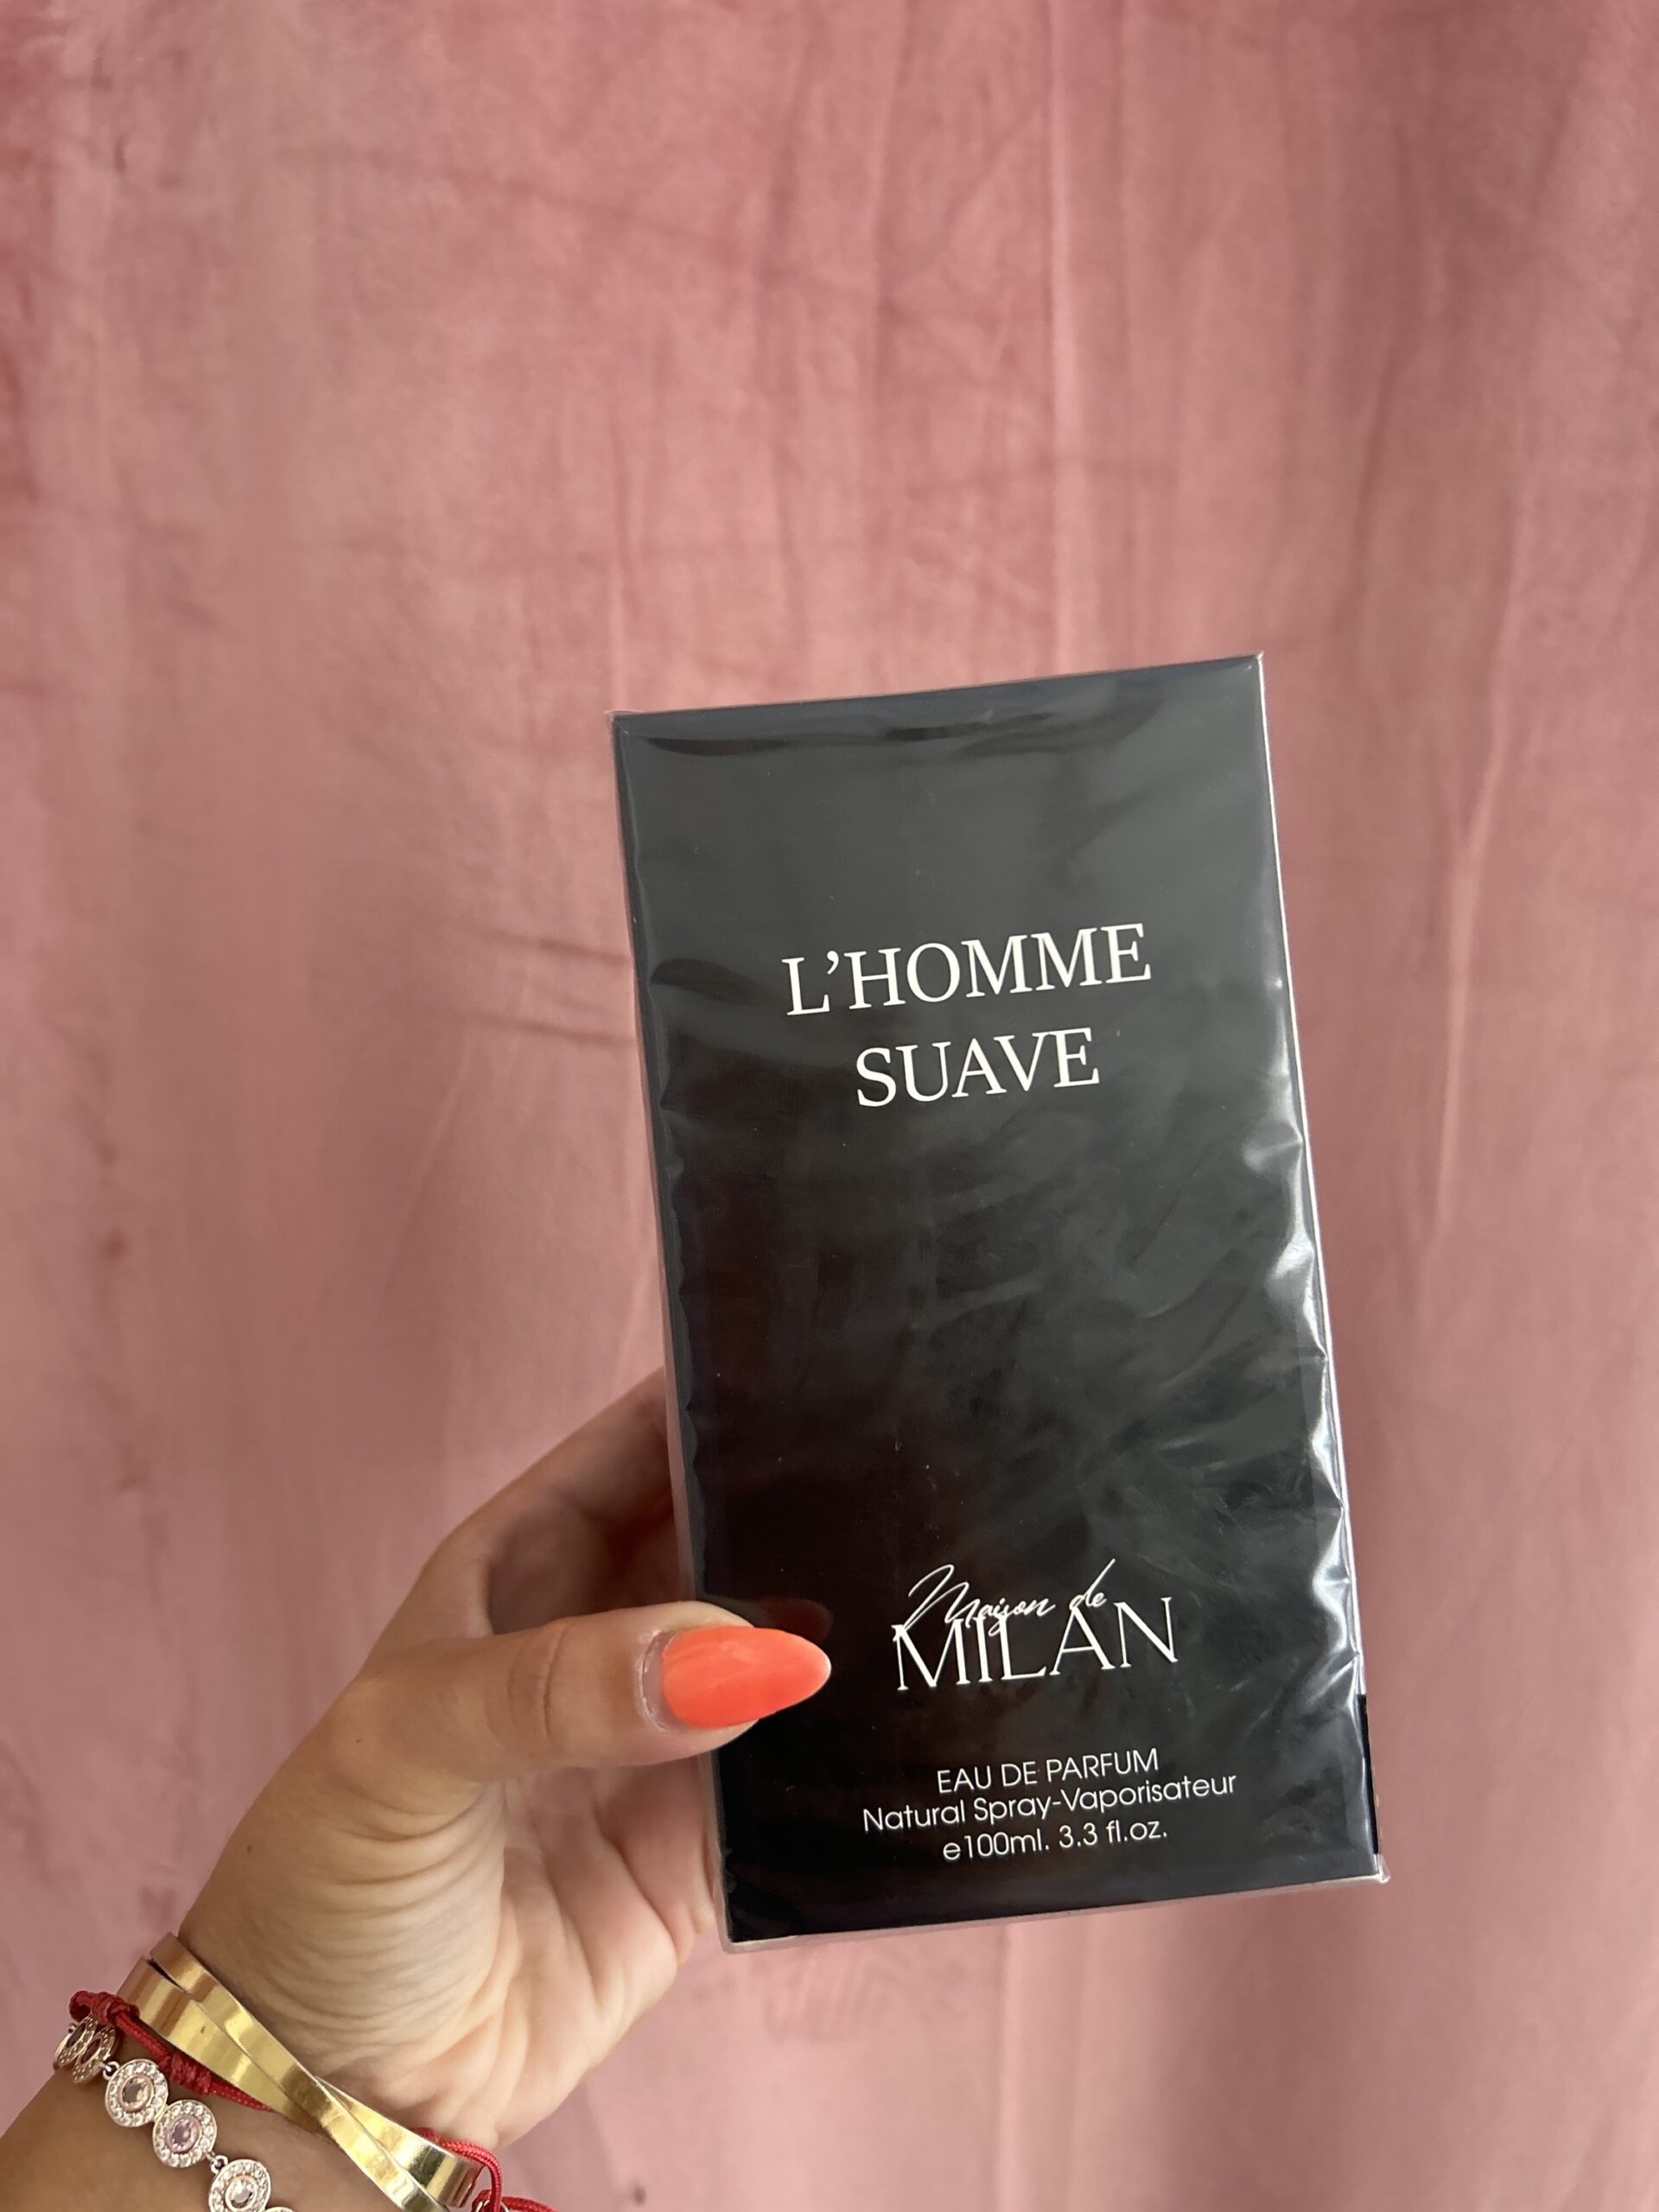 L'HOMME
SUAVE
Maison de
MILAN
EAU DE PARFUM
Natural Spray-Vaporisateur
e100ml. 3.3 fl.oz.